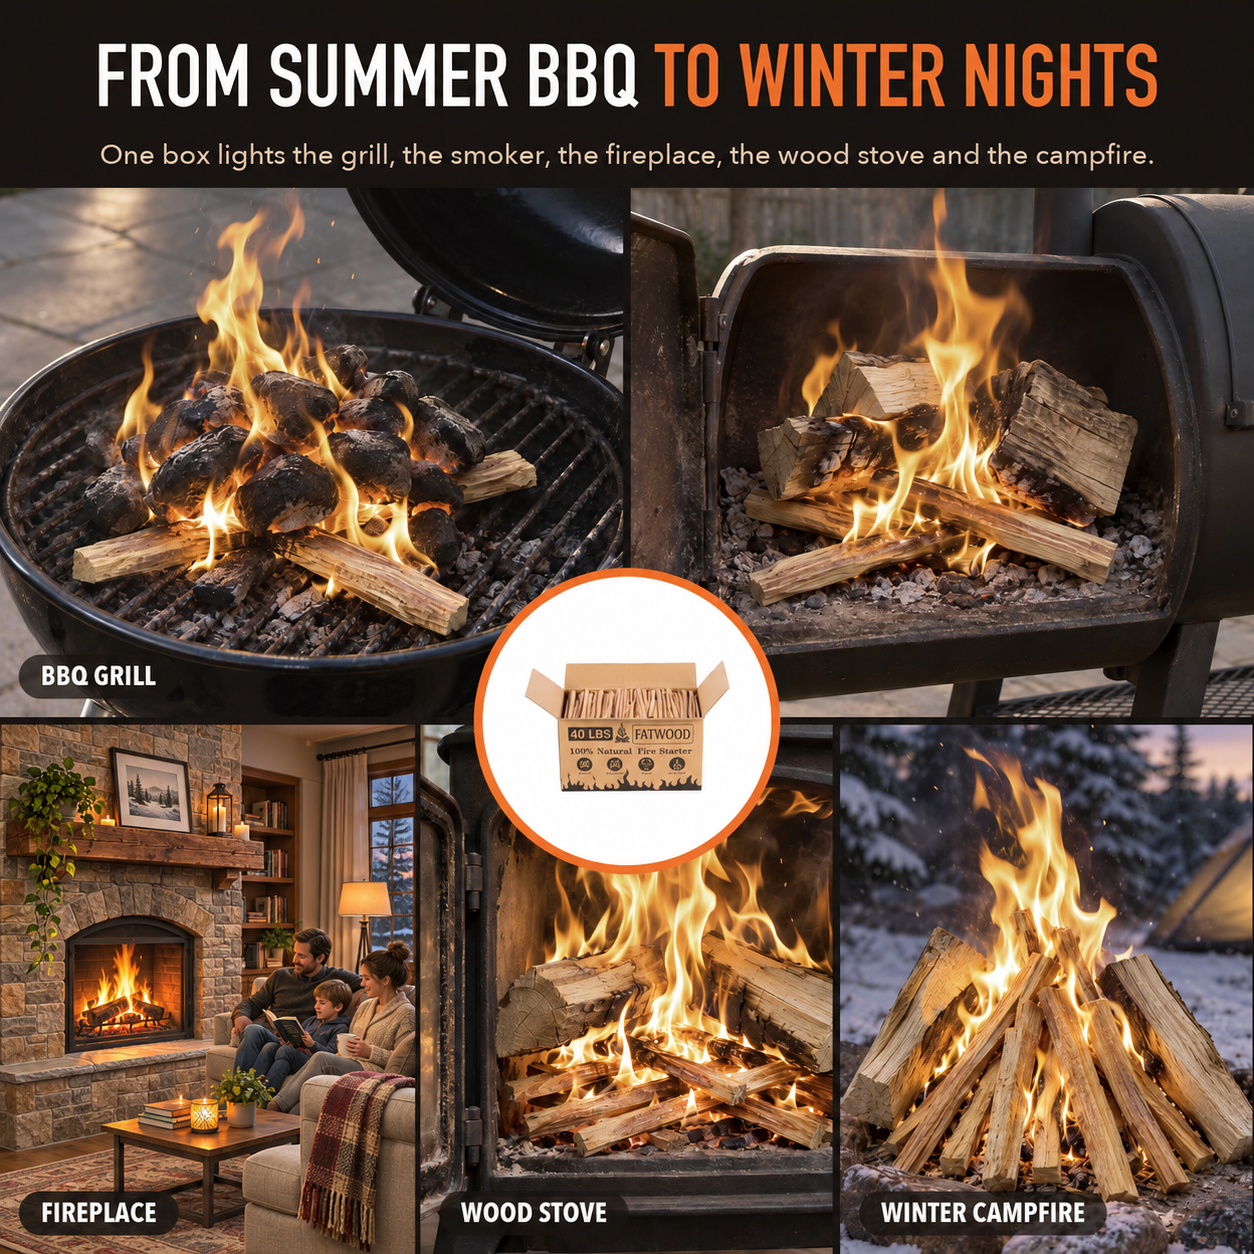 FROM SUMMER BBQ TO WINTER NIGHTS
One box lights the grill, the smoker, the fireplace, the wood stove and the campfire.
BBQ GRILL
40 LBS FATWOOD
100% Natural Fire Starter
FIREPLACE
WOOD STOVE
WINTER CAMPFIRE